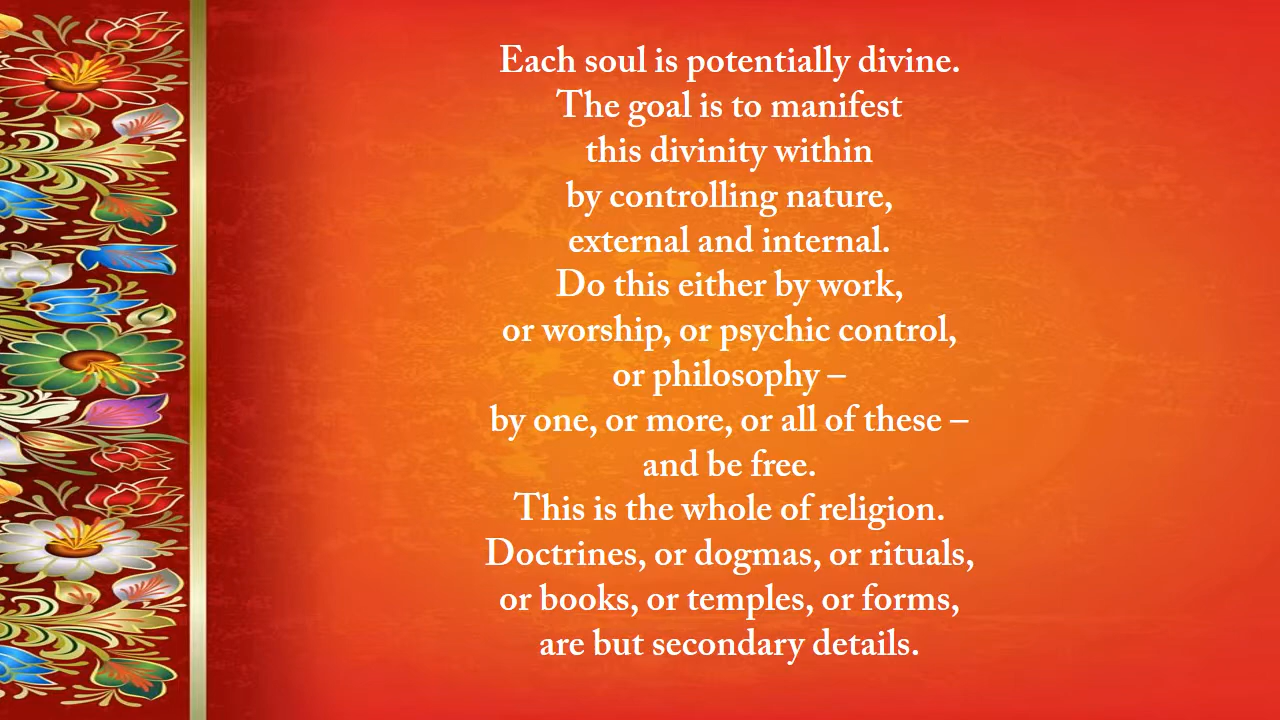 Each soul is potentially divine.
The goal is to manifest
this divinity within
by controlling nature,
external and internal.
Do this either by work,
or worship, or psychic control,
or philosophy –
by one, or more, or all of these –
and be free.
This is the whole of religion.
Doctrines, or dogmas, or rituals,
or books, or temples, or forms,
are but secondary details.